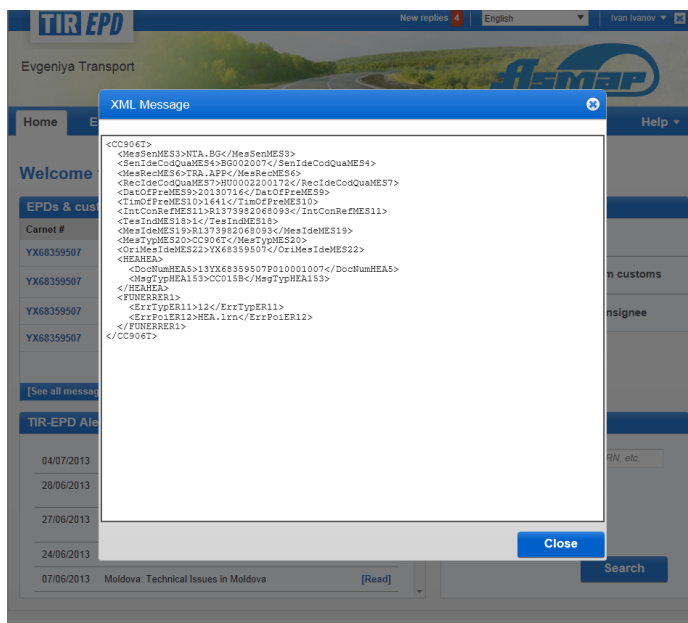 TIR EPD
New replies 4
English
Ivan Ivanov
Evgeniya Transport
Asmap
Home
E
Help
XML Message
Welcome
EPDs & cust
Carnet #
YX68359507
YX68359507
YX68359507
YX68359507
[See all messag
m customs
nsignee
<CC906T>
<MesSenMES3>NTA.BG</MesSenMES3>
<SenIdeCodQuaMES4>BG002007</SenIdeCodQuaMES4>
<MesRecMES6>TRA.APP</MesRecMES6>
<RecIdeCodQuaMES7>HU0002200172</RecIdeCodQuaMES7>
<DatOfPreMES9>20130716</DatOfPreMES9>
<TimOfPreMES10>1641</TimOfPreMES10>
<IntConRefMES11>R1373982068093</IntConRefMES11>
<TesIndMES18>1</TesIndMES18>
<MesIdeMES19>R1373982068093</MesIdeMES19>
<MesTypMES20>CC906T</MesTypMES20>
<OriMesIdeMES22>YX68359507</OriMesIdeMES22>
<HEAHEA>
<DocNumHEA5>13YX68359507P010001007</DocNumHEA5>
<MsgTypHEA153>CC015B</MsgTypHEA153>
</HEAHEA>
<FUNERRER1>
<ErrTypER11>12</ErrTypER11>
<ErrPoiER12>HEA.lrn</ErrPoiER12>
</FUNERRER1>
</CC906T>
TIR-EPD Ale
04/07/2013
28/06/2013
27/06/2013
24/06/2013
07/06/2013 Moldova: Technical Issues in Moldova [Read]
RN, etc.
Close
Search